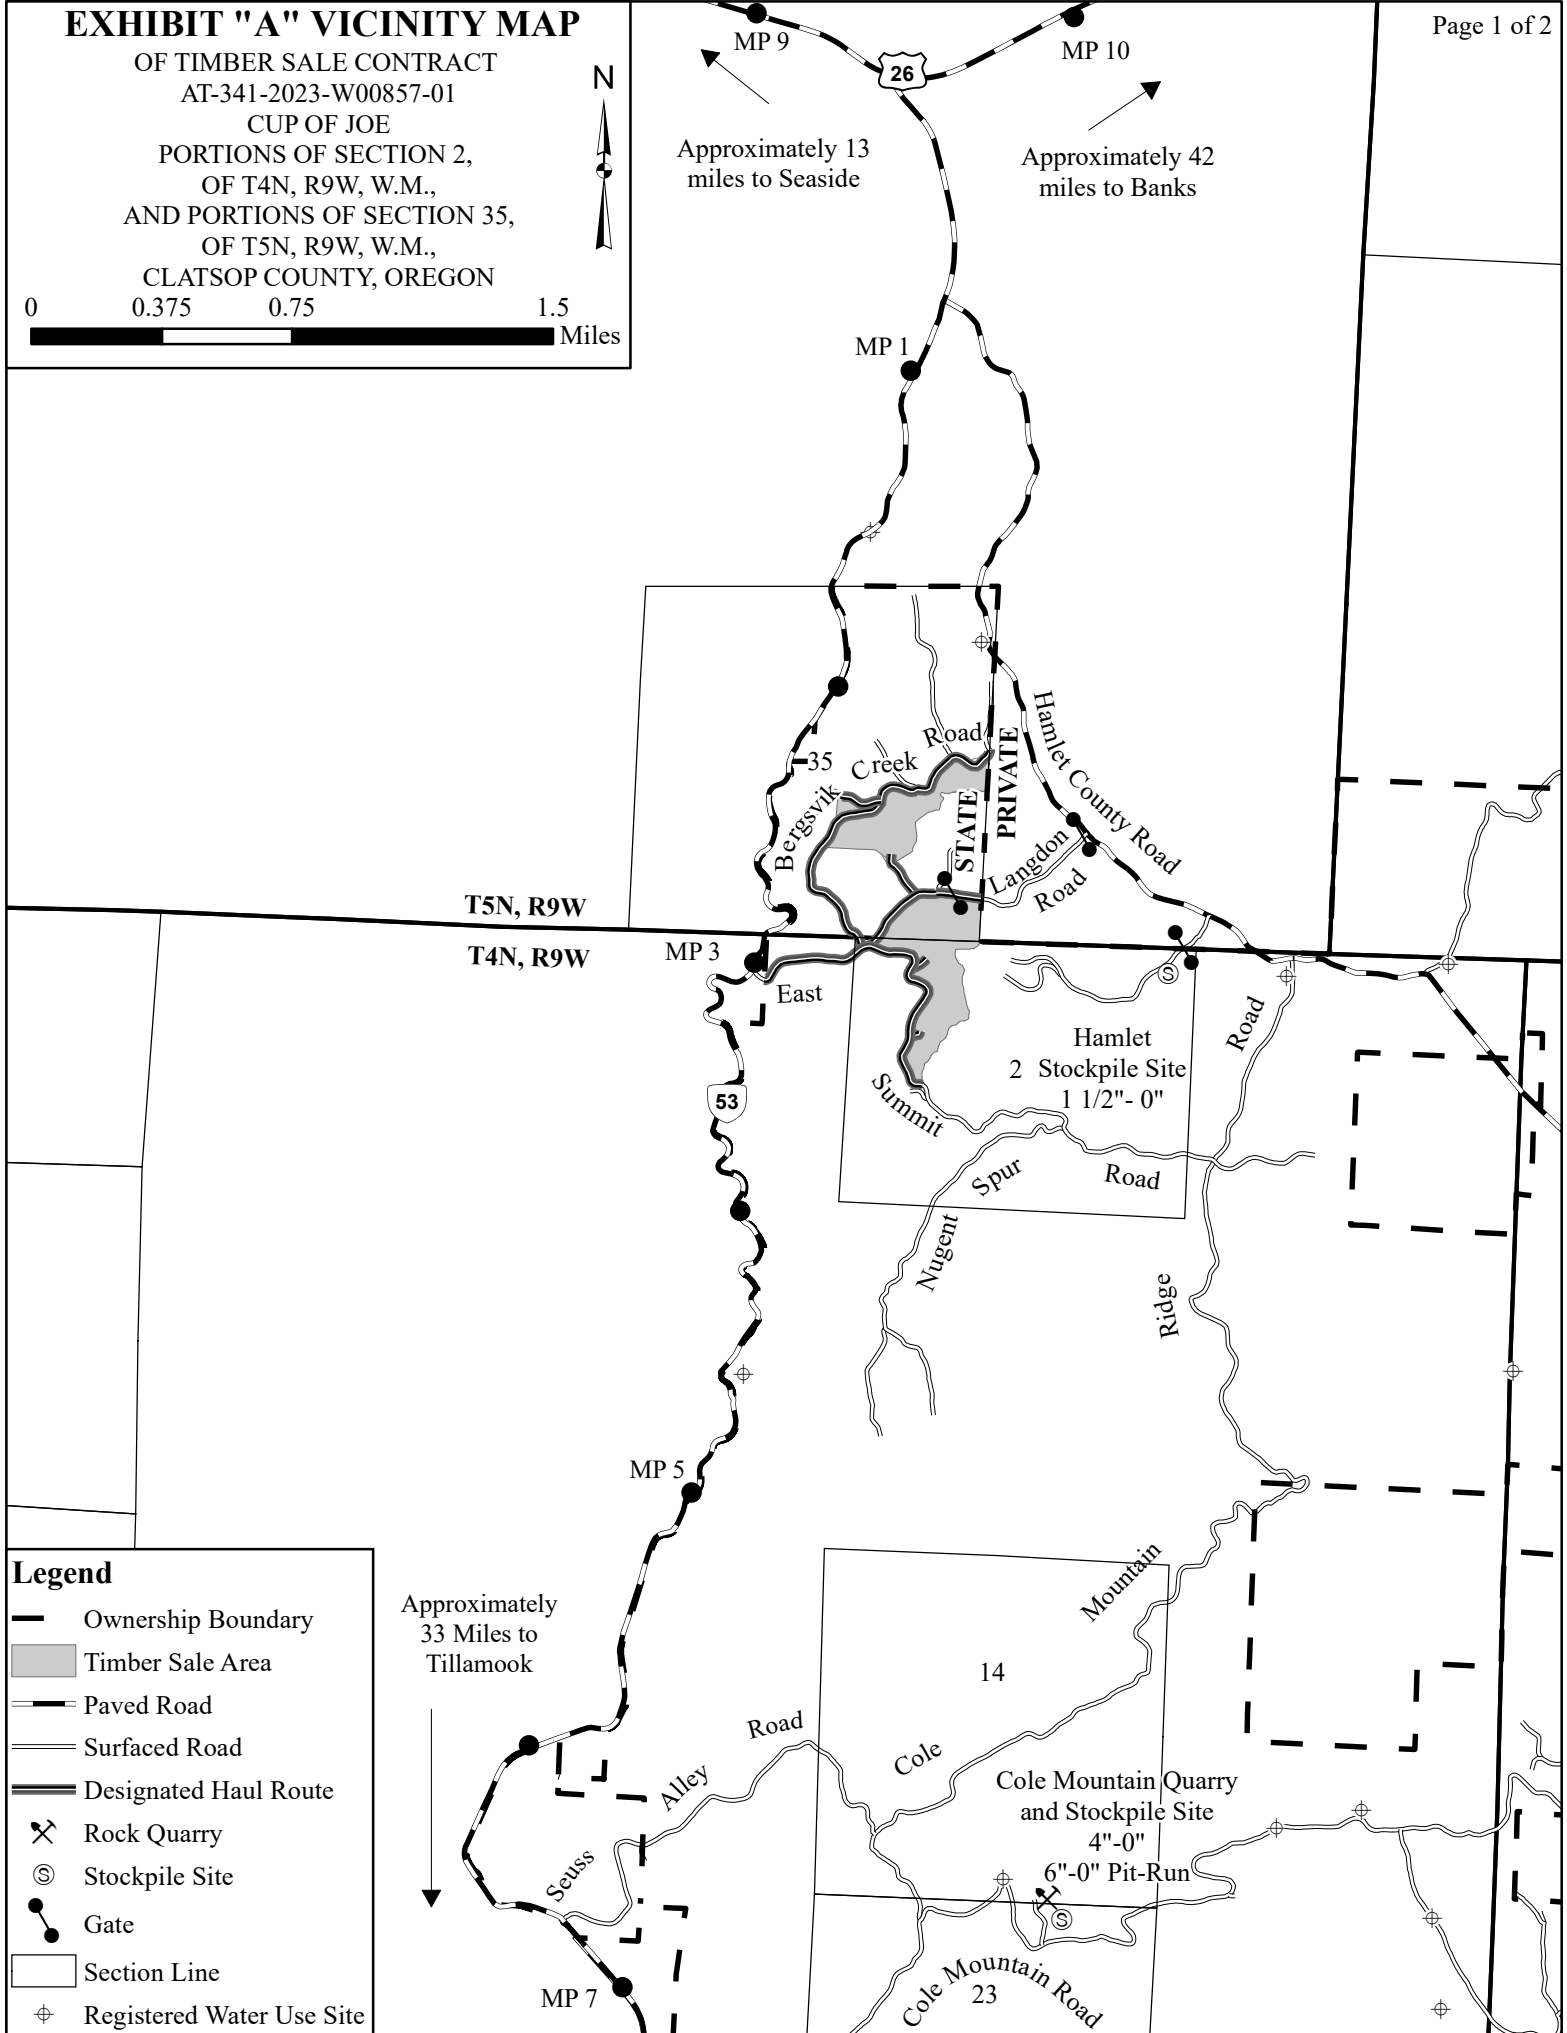 EXHIBIT "A" VICINITY MAP
OF TIMBER SALE CONTRACT
AT-341-2023-W00857-01
CUP OF JOE
PORTIONS OF SECTION 2,
OF T4N, R9W, W.M.,
AND PORTIONS OF SECTION 35,
OF T5N, R9W, W.M.,
CLATSOP COUNTY, OREGON
0 0.375 0.75 1.5
Miles
N
Page 1 of 2
MP 9
MP 10
26
Approximately 13
miles to Seaside
Approximately 42
miles to Banks
MP 1
Hamlet County Road
35
Bergsvik Creek Road
STATE
PRIVATE
Langdon
Road
T5N, R9W
T4N, R9W
MP 3
East
S
Hamlet
2 Stockpile Site
1 1/2"- 0"
Road
53
Summit
Spur
Road
Nugent
Ridge
MP 5
Mountain
Approximately
33 Miles to
Tillamook
14
Road
Cole
Alley
Cole Mountain Quarry
and Stockpile Site
4"-0"
6"-0" Pit-Run
Seuss
S
Cole Mountain Road
23
MP 7
Legend
Ownership Boundary
Timber Sale Area
Paved Road
Surfaced Road
Designated Haul Route
Rock Quarry
S Stockpile Site
Gate
Section Line
Registered Water Use Site